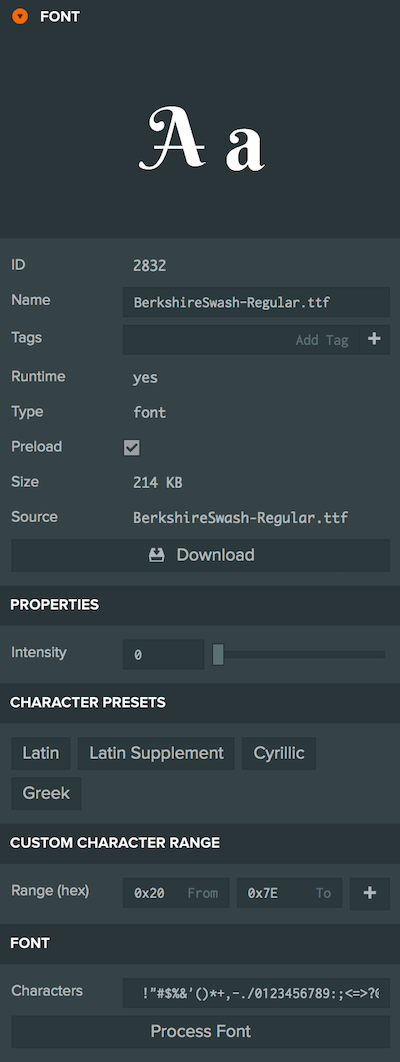 FONT
A a
ID 2832
Name BerkshireSwash-Regular.ttf
Tags Add Tag +
Runtime yes
Type font
Preload
Size 214 KB
Source BerkshireSwash-Regular.ttf
Download
PROPERTIES
Intensity 0
CHARACTER PRESETS
Latin Latin Supplement Cyrillic
Greek
CUSTOM CHARACTER RANGE
Range (hex) 0x20 From 0x7E To +
FONT
Characters !"#$%&'()*+,-./0123456789:;<=>?@
Process Font